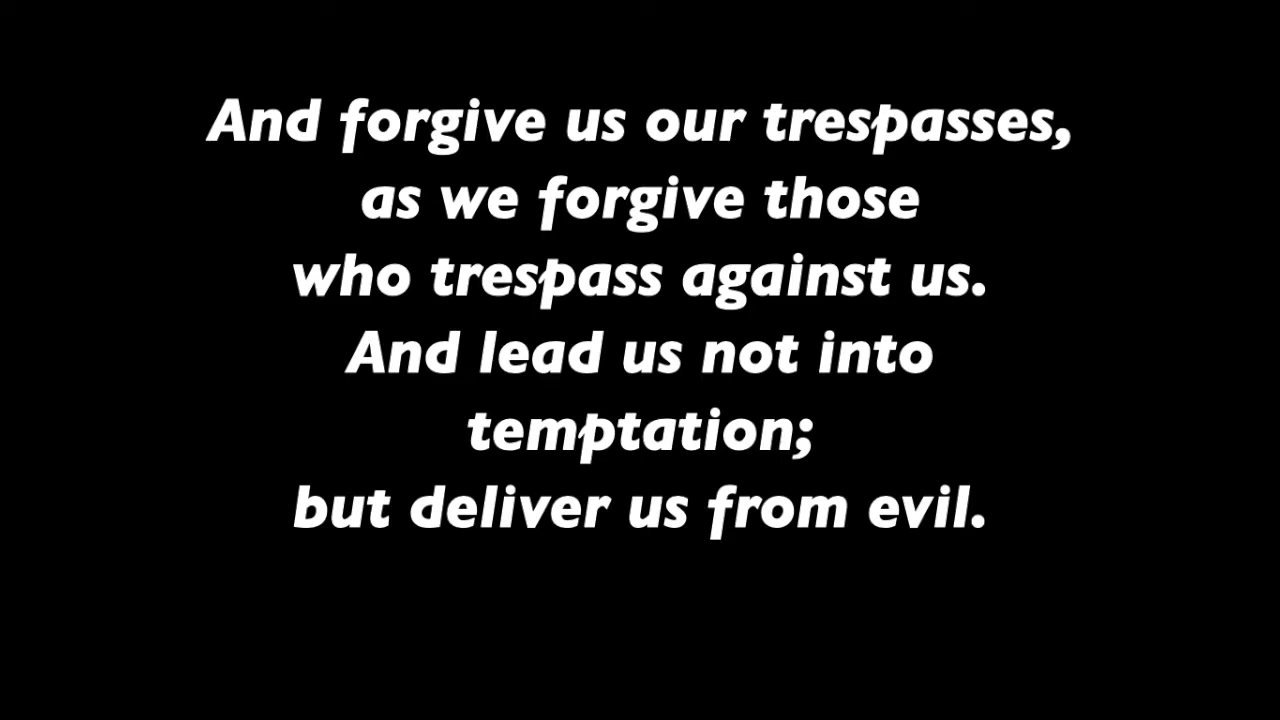 And forgive us our trespasses,
as we forgive those
who trespass against us.
And lead us not into
temptation;
but deliver us from evil.